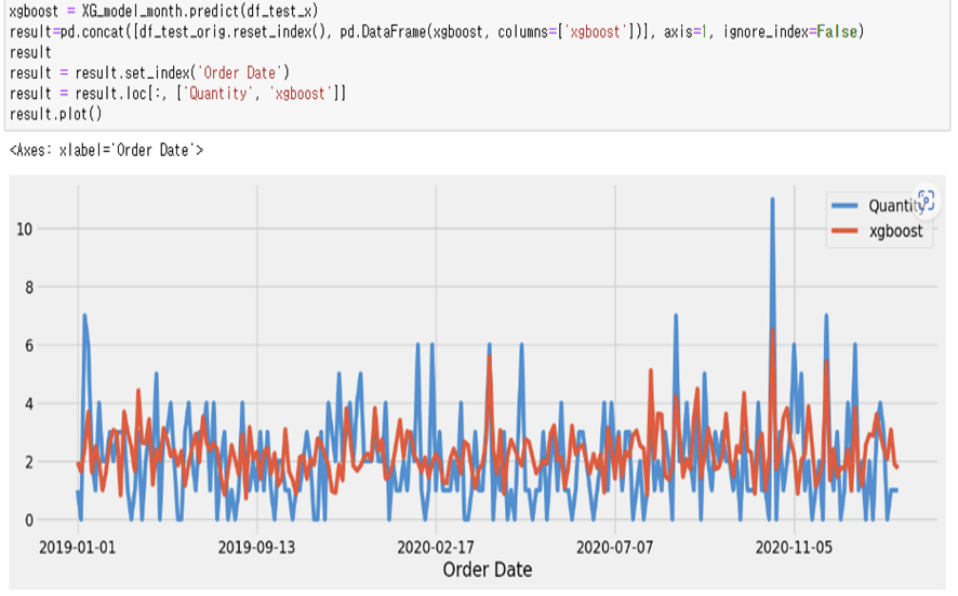 xgboost = XG_model_month.predict(df_test_x)
result=pd.concat([df_test_orig.reset_index(), pd.DataFrame(xgboost, columns=['xgboost'])], axis=1, ignore_index=False)
result
result = result.set_index('Order Date')
result = result.loc[:, ['Quantity', 'xgboost']]
result.plot()
<Axes: xlabel='Order Date'>
Quantity
xgboost
10
8
6
4
2
0
2019-01-01 2019-09-13 2020-02-17 2020-07-07 2020-11-05
Order Date